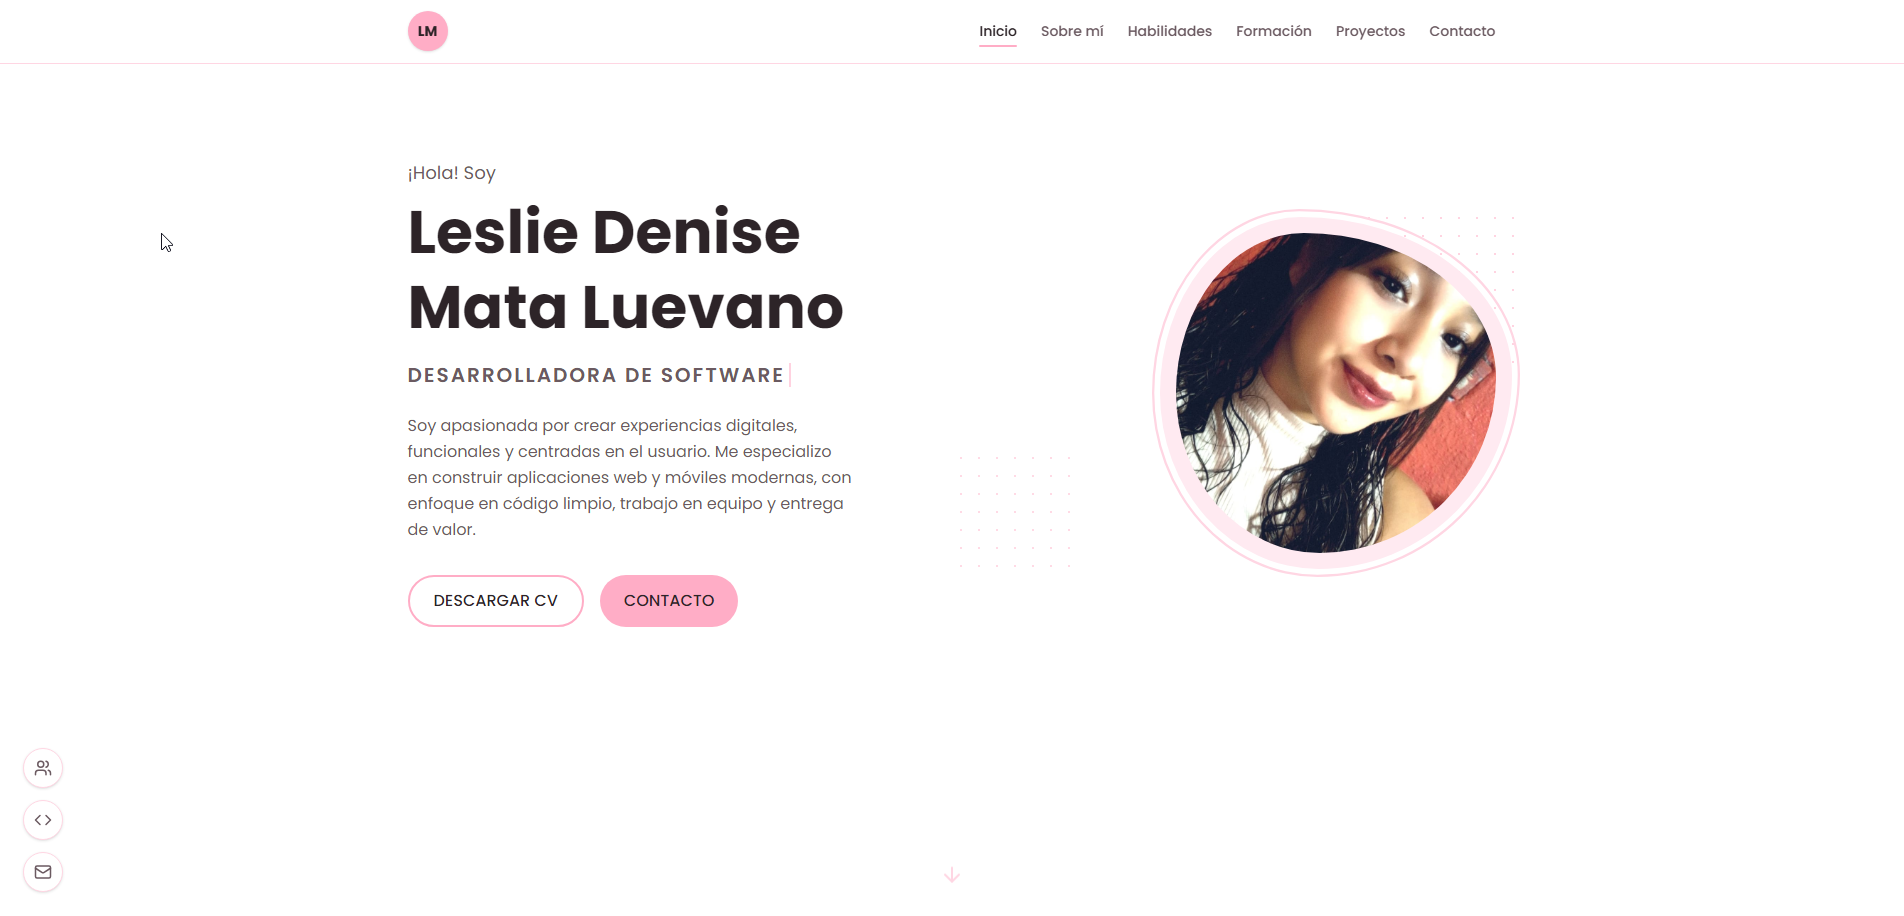 LM
Inicio Sobre mí Habilidades Formación Proyectos Contacto
¡Hola! Soy
Leslie Denise
Mata Luevano
DESARROLLADORA DE SOFTWARE
Soy apasionada por crear experiencias digitales,
funcionales y centradas en el usuario. Me especializo
en construir aplicaciones web y móviles modernas, con
enfoque en código limpio, trabajo en equipo y entrega
de valor.
DESCARGAR CV
CONTACTO